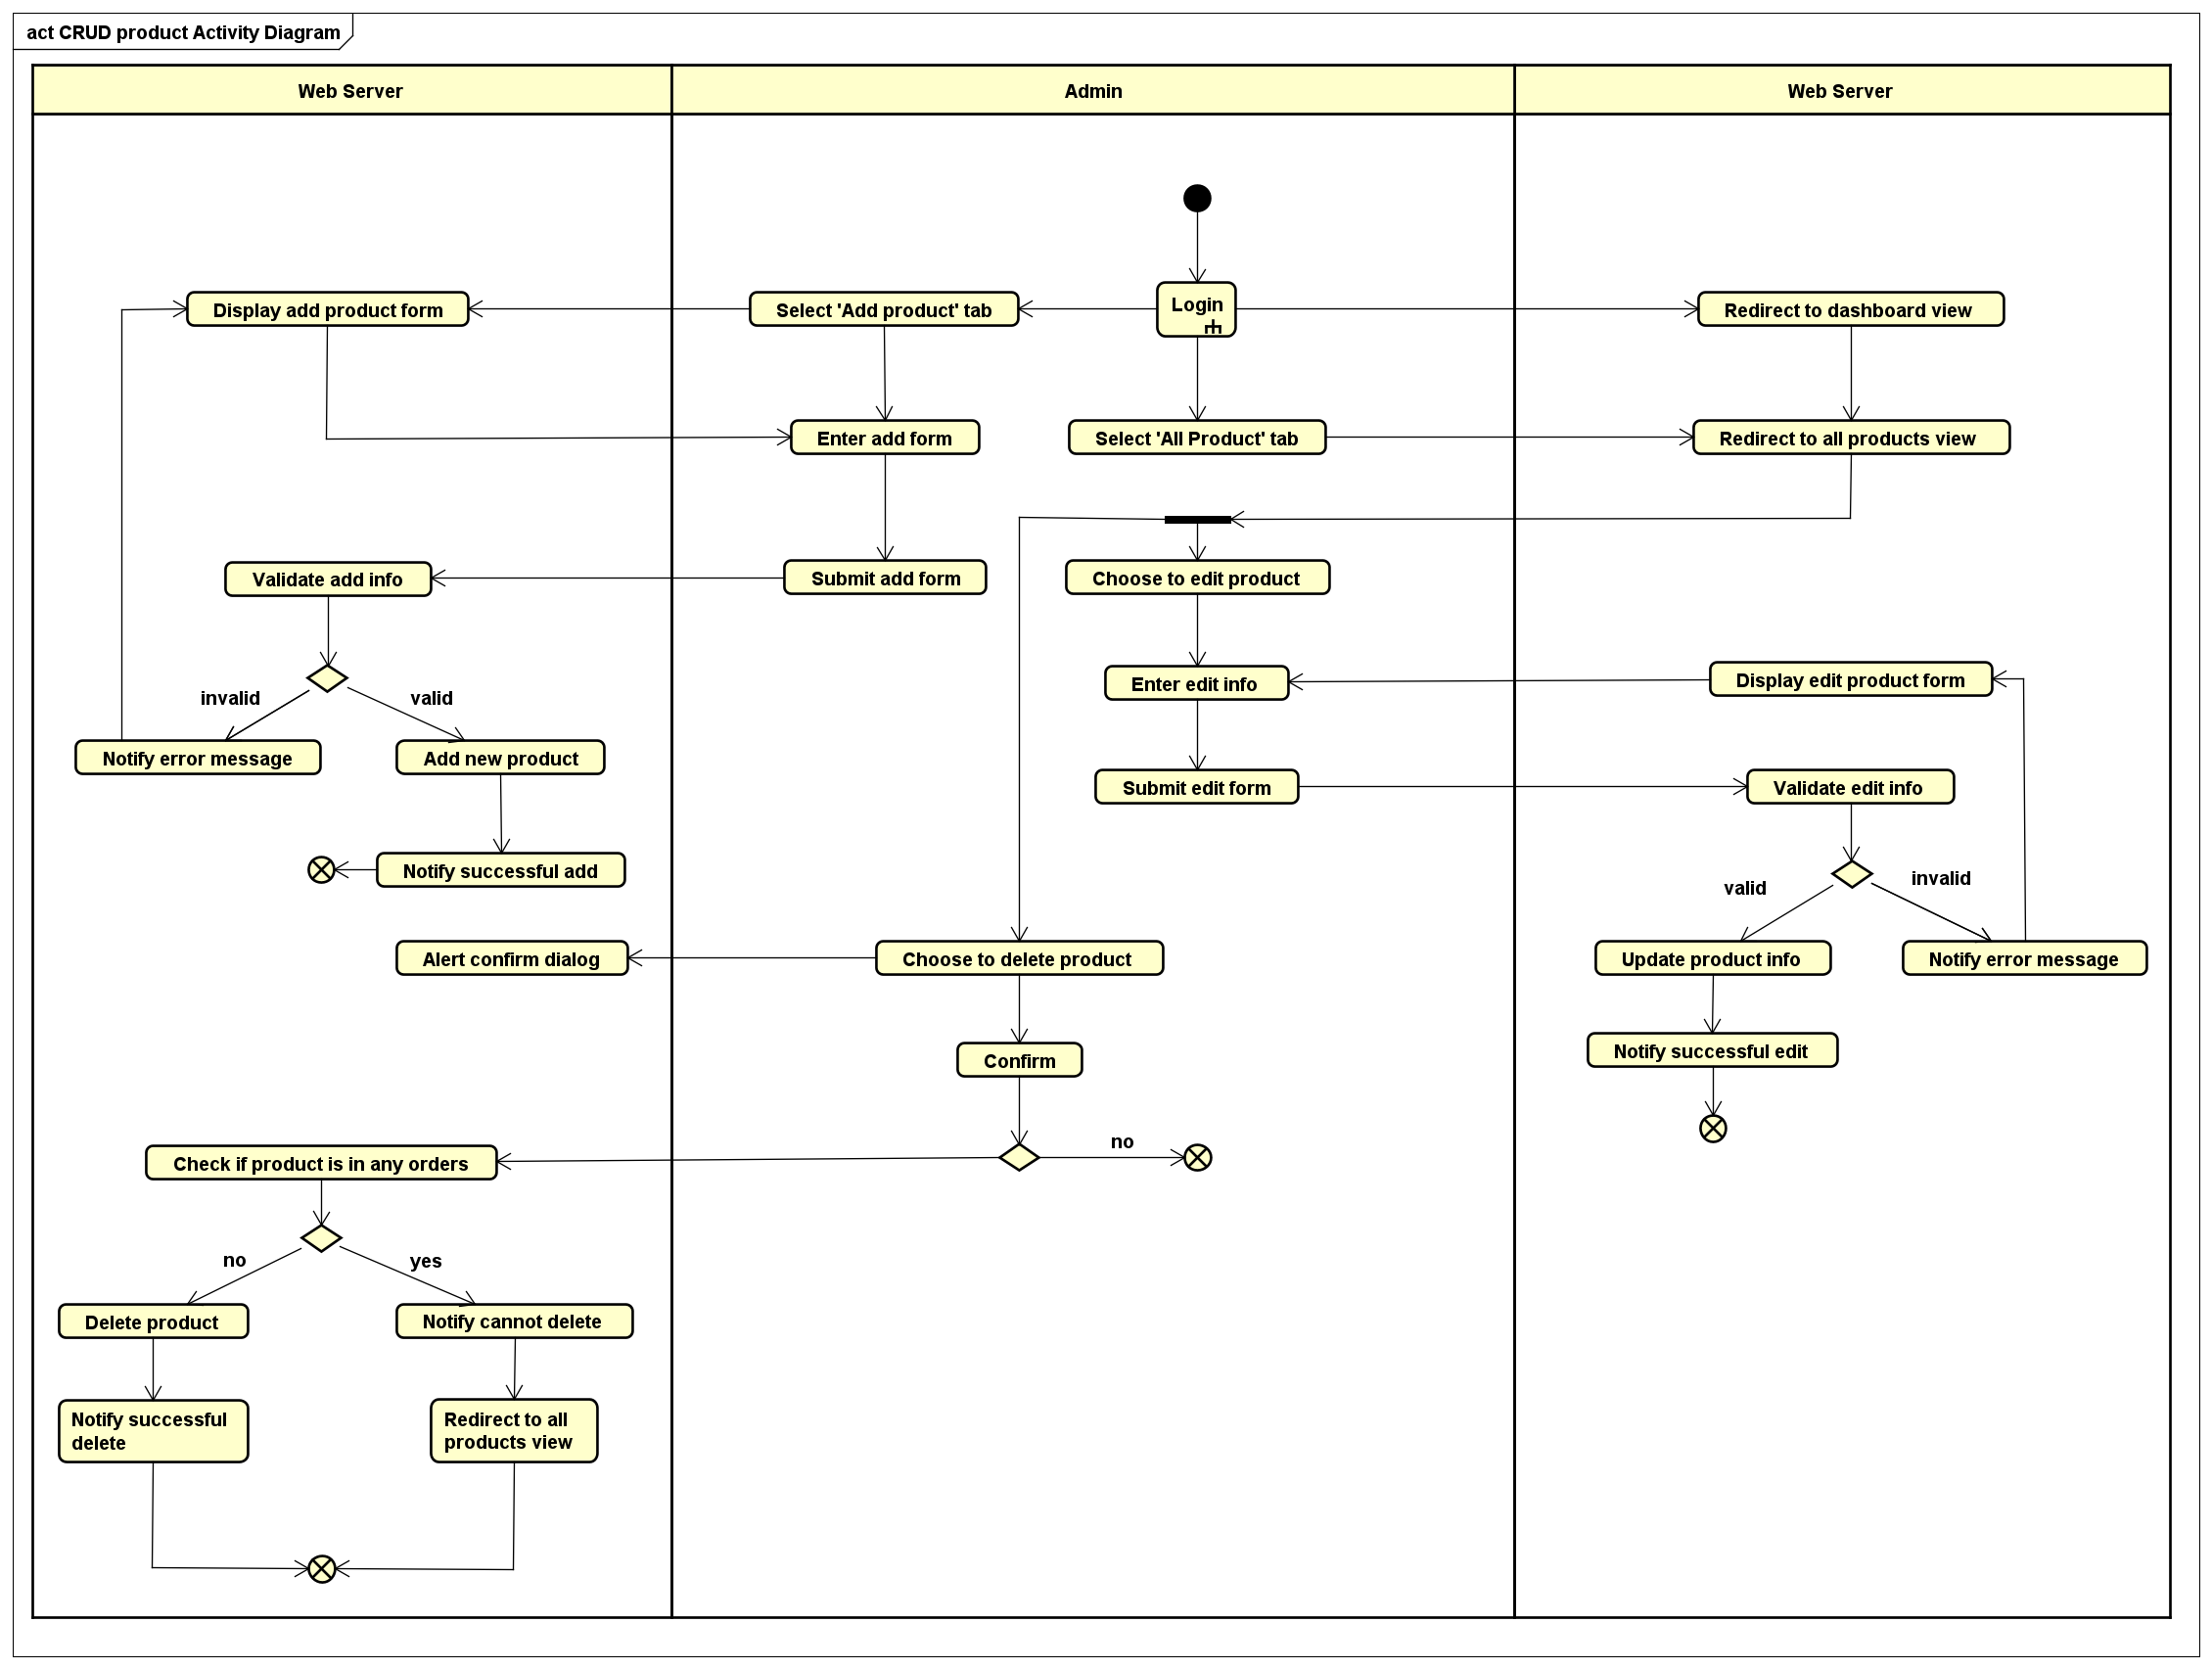 act CRUD product Activity Diagram
Web Server
Admin
Web Server
Display add product form
Select 'Add product' tab
Login
Redirect to dashboard view
Enter add form
Select 'All Product' tab
Redirect to all products view
Validate add info
Submit add form
Choose to edit product
invalid
valid
Enter edit info
Display edit product form
Notify error message
Add new product
Submit edit form
Validate edit info
Notify successful add
valid
invalid
Alert confirm dialog
Choose to delete product
Update product info
Notify error message
Confirm
Notify successful edit
Check if product is in any orders
no
no
yes
Delete product
Notify cannot delete
Notify successful
delete
Redirect to all
products view